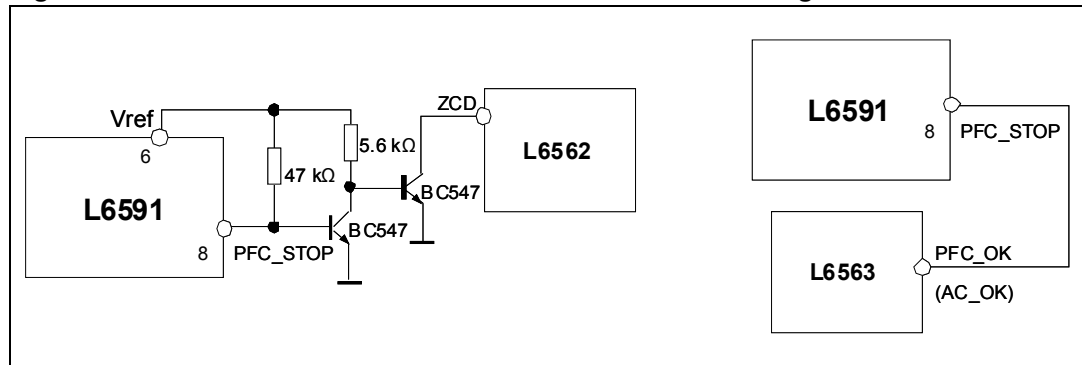 Vref
6
47 kΩ
5.6 kΩ
L6591
8
PFC_STOP
BC547
BC547
ZCD
L6562
L6591
8
PFC_STOP
L6563
PFC_OK
(AC_OK)